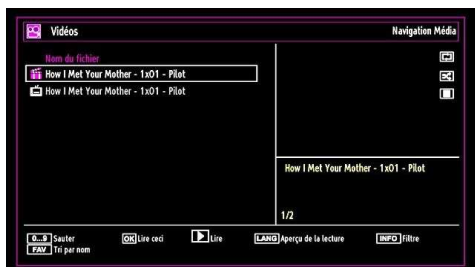 Vidéos
Navigation Média
Nom du fichier
How I Met Your Mother - 1x01 - Pilot
How I Met Your Mother - 1x01 - Pilot
How I Met Your Mother - 1x01 - Pilot
1/2
0...9 Sauter OK Lire ceci Lire LANG Aperçu de la lecture INFO Filtre
FAV Tri par nom